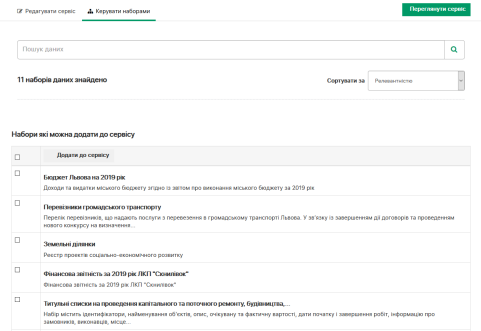 Редагувати сервіс
Керувати наборами
Переглянути сервіс
Пошук даних
11 наборів даних знайдено
Сортувати за
Релевантністю
Набори які можна додати до сервісу
Додати до сервісу
Бюджет Львова на 2019 рік
Доходи та видатки міського бюджету згідно із звітом про виконання міського бюджету за 2019 рік
Перевізники громадського транспорту
Перелік перевізників, що надають послуги з перевезення в громадському транспорті Львова. У зв'язку із завершенням дії договорів та проведенням
нового конкурсу на визначення...
Земельні ділянки
Реєстр проектів соціально-економічного розвитку
Фінансова звітність за 2019 рік ЛКП "Скнилівок"
Фінансова звітність за 2019 рік ЛКП "Скнилівок"
Титульні списки на проведення капітального та поточного ремонту, будівництва,...
Набір містить ідентифікатори, найменування об'єктів, опис, очікувану та фактичну вартості, дати початку і завершення робіт, інформацію про
замовників, виконавців, місце...